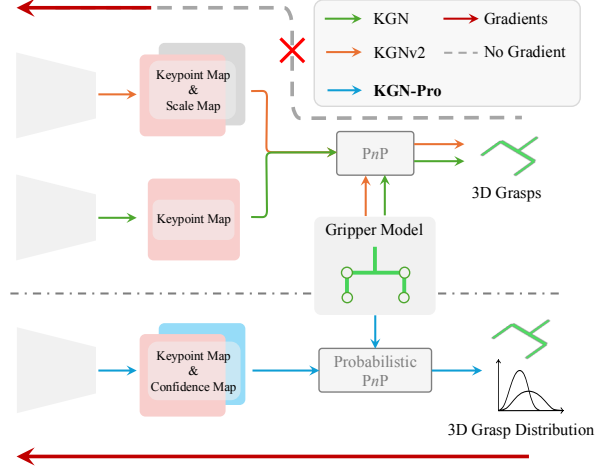 KGN
Gradients
KGNv2
No Gradient
KGN-Pro
Keypoint Map
&
Scale Map
PnP
3D Grasps
Keypoint Map
Gripper Model
Keypoint Map
&
Confidence Map
Probabilistic
PnP
3D Grasp Distribution